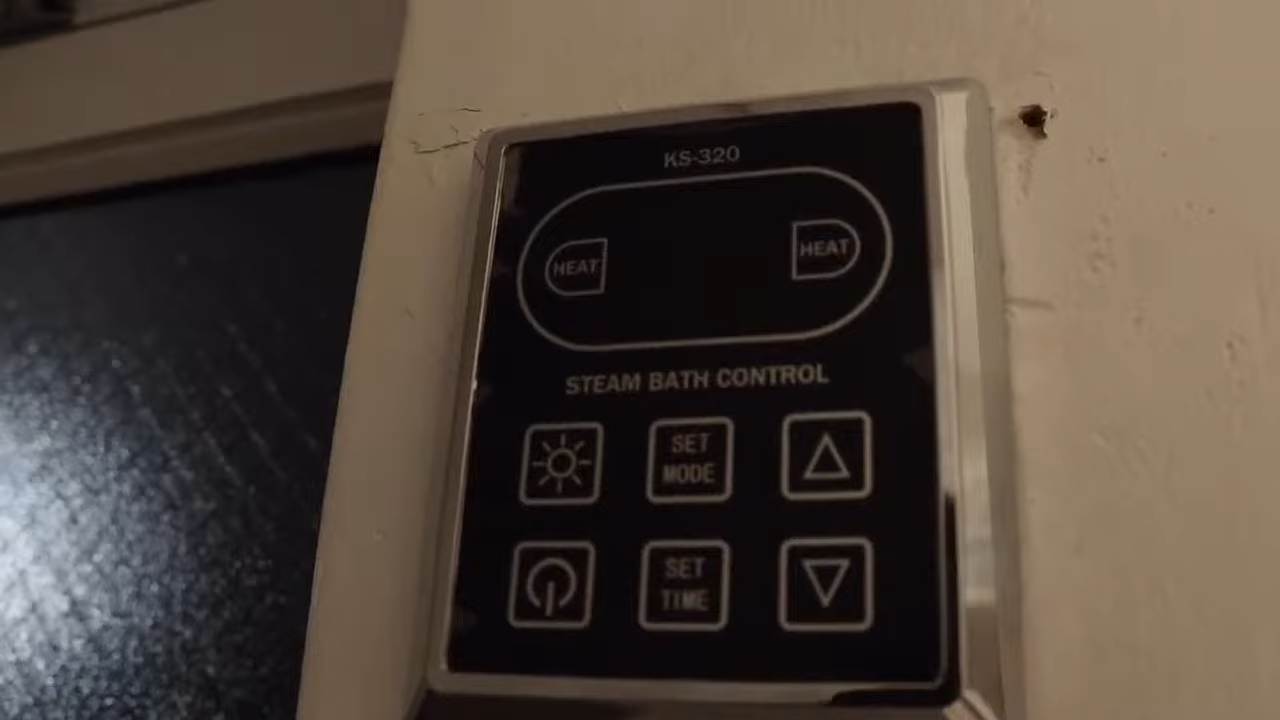 KS-320
HEAT HEAT
STEAM BATH CONTROL
SET
MODE
SET
TIME